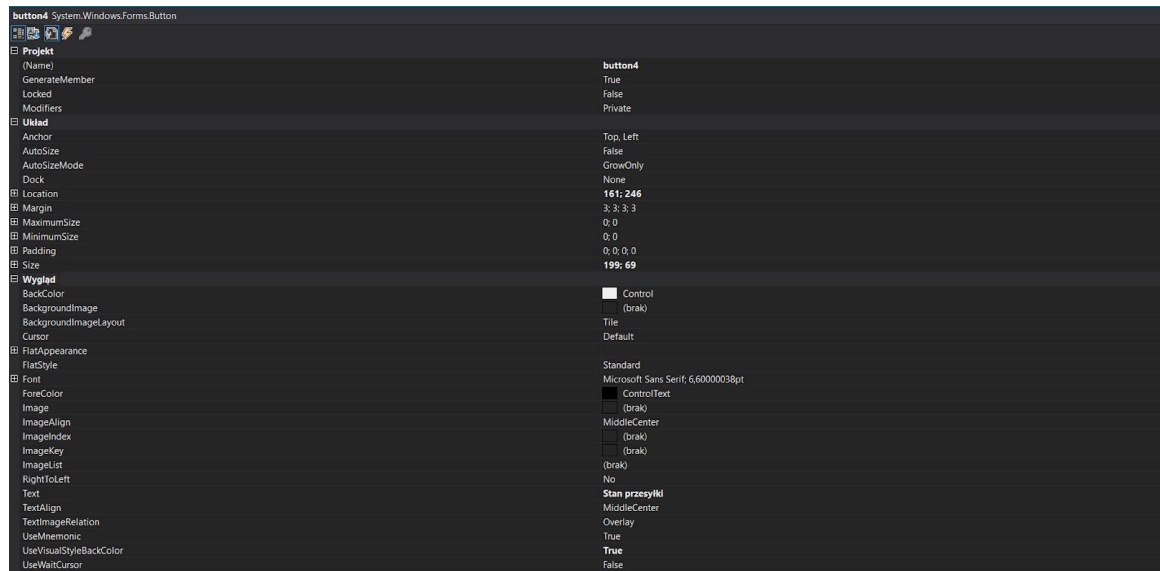 button4 System.Windows.Forms.Button
Projekt
(Name) button4
GenerateMember True
Locked False
Modifiers Private
Układ
Anchor Top, Left
AutoSize False
AutoSizeMode GrowOnly
Dock None
Location 161; 246
Margin 3; 3; 3; 3
MaximumSize 0; 0
MinimumSize 0; 0
Padding 0; 0; 0; 0
Size 199; 69
Wygląd
BackColor Control
BackgroundImage (brak)
BackgroundImageLayout Tile
Cursor Default
FlatAppearance
FlatStyle Standard
Font Microsoft Sans Serif; 6,60000038pt
ForeColor ControlText
Image (brak)
ImageAlign MiddleCenter
ImageIndex (brak)
ImageKey (brak)
ImageList (brak)
RightToLeft No
Text Stan przesyłki
TextAlign MiddleCenter
TextImageRelation Overlay
UseMnemonic True
UseVisualStyleBackColor True
UseWaitCursor False